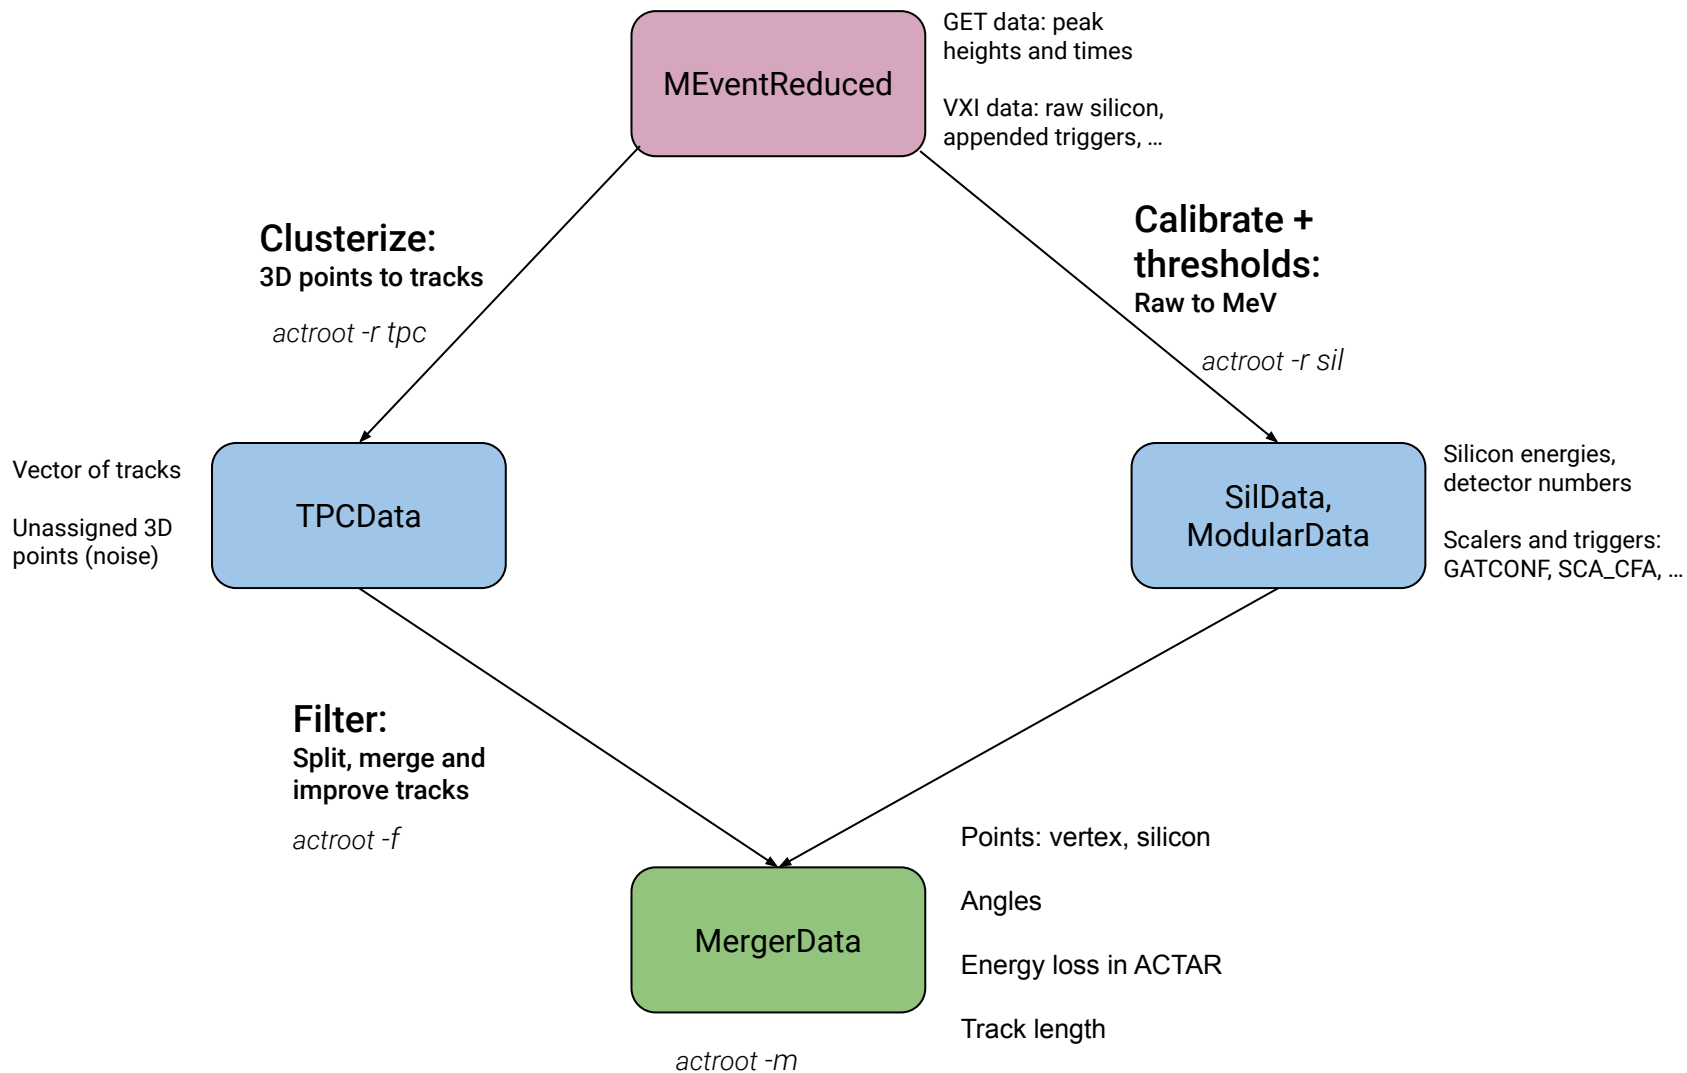 MEventReduced
GET data: peak
heights and times
VXI data: raw silicon,
appended triggers, ...
Clusterize:
3D points to tracks
actroot -r tpc
Calibrate +
thresholds:
Raw to MeV
actroot -r sil
Vector of tracks
Unassigned 3D
points (noise)
TPCData
SilData,
ModularData
Silicon energies,
detector numbers
Scalers and triggers:
GATCONF, SCA_CFA, ...
Filter:
Split, merge and
improve tracks
actroot -f
MergerData
Points: vertex, silicon
Angles
Energy loss in ACTAR
Track length
actroot -m